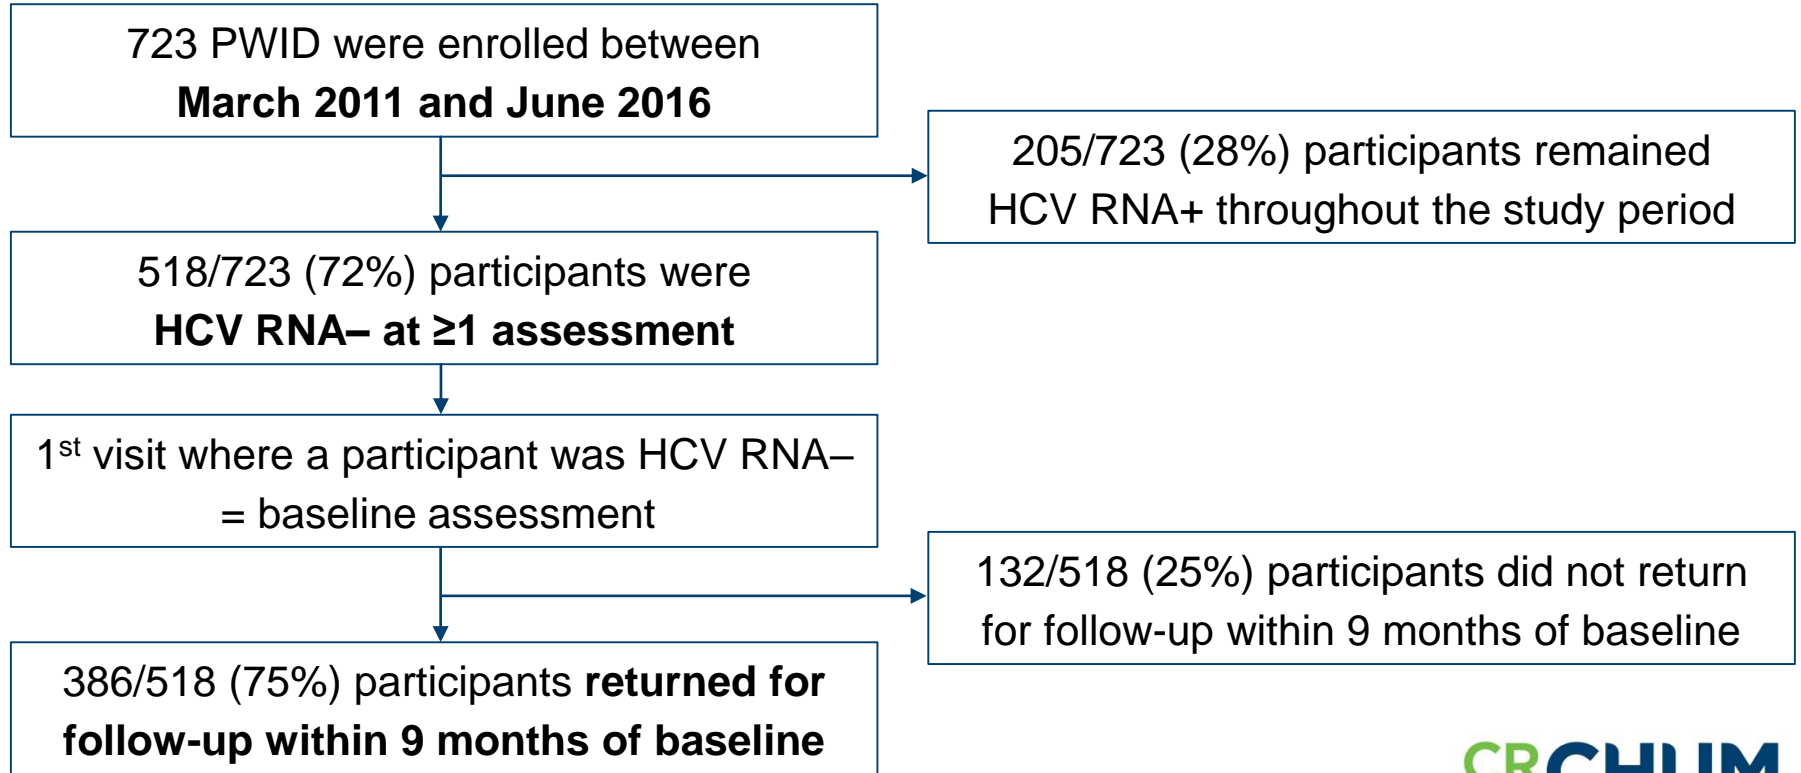 723 PWID were enrolled between
March 2011 and June 2016
205/723 (28%) participants remained
HCV RNA+ throughout the study period
518/723 (72%) participants were
HCV RNA– at ≥1 assessment
1st visit where a participant was HCV RNA–
= baseline assessment
132/518 (25%) participants did not return
for follow-up within 9 months of baseline
386/518 (75%) participants returned for
follow-up within 9 months of baseline
CRCHUM